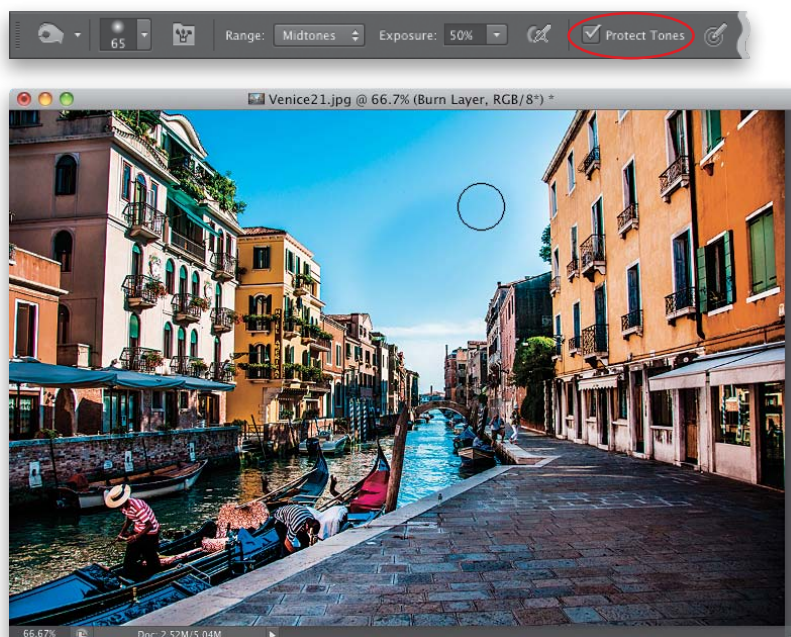 65 Range: Midtones Exposure: 50% Protect Tones
Venice21.jpg @ 66.7% (Burn Layer, RGB/8*) *
66.67% Doc: 2.52M/5.04M